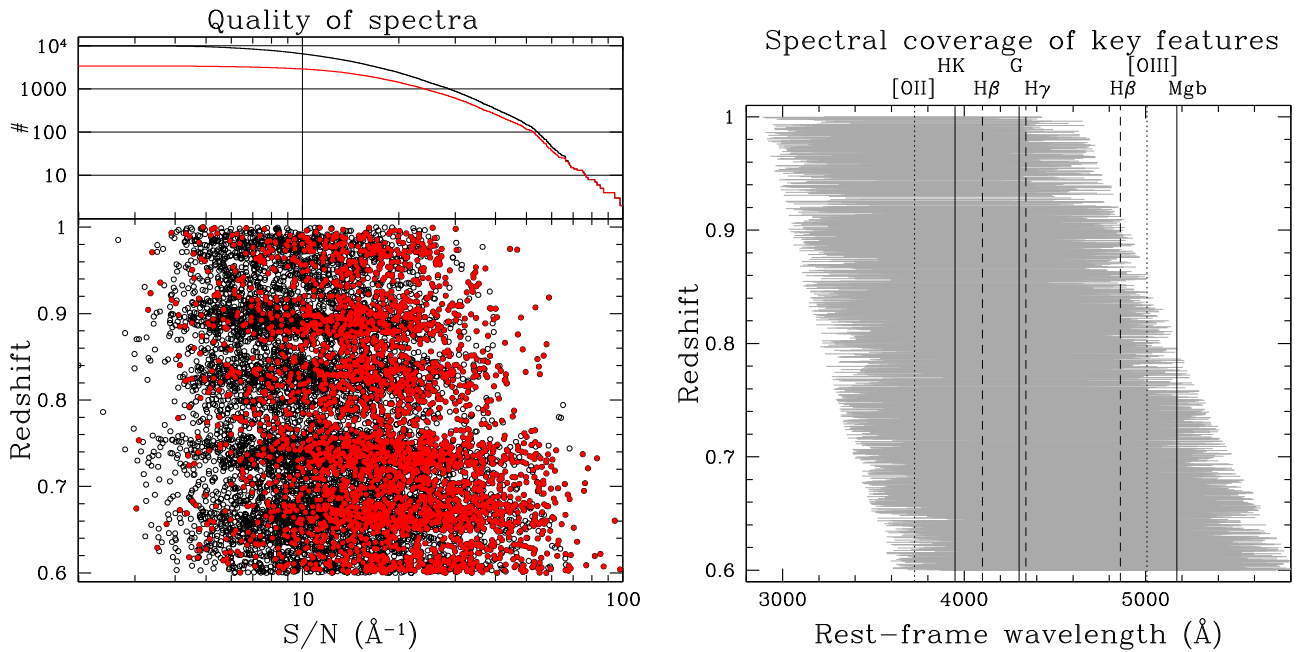 Quality of spectra
10⁴
1000
100
10
#
1
0.9
0.8
0.7
0.6
Redshift
10
100
S/N (Å⁻¹)
Spectral coverage of key features
HK G [OIII]
[OII] Hβ Hγ Hβ Mgb
1
0.9
0.8
0.7
0.6
Redshift
3000 4000 5000
Rest-frame wavelength (Å)